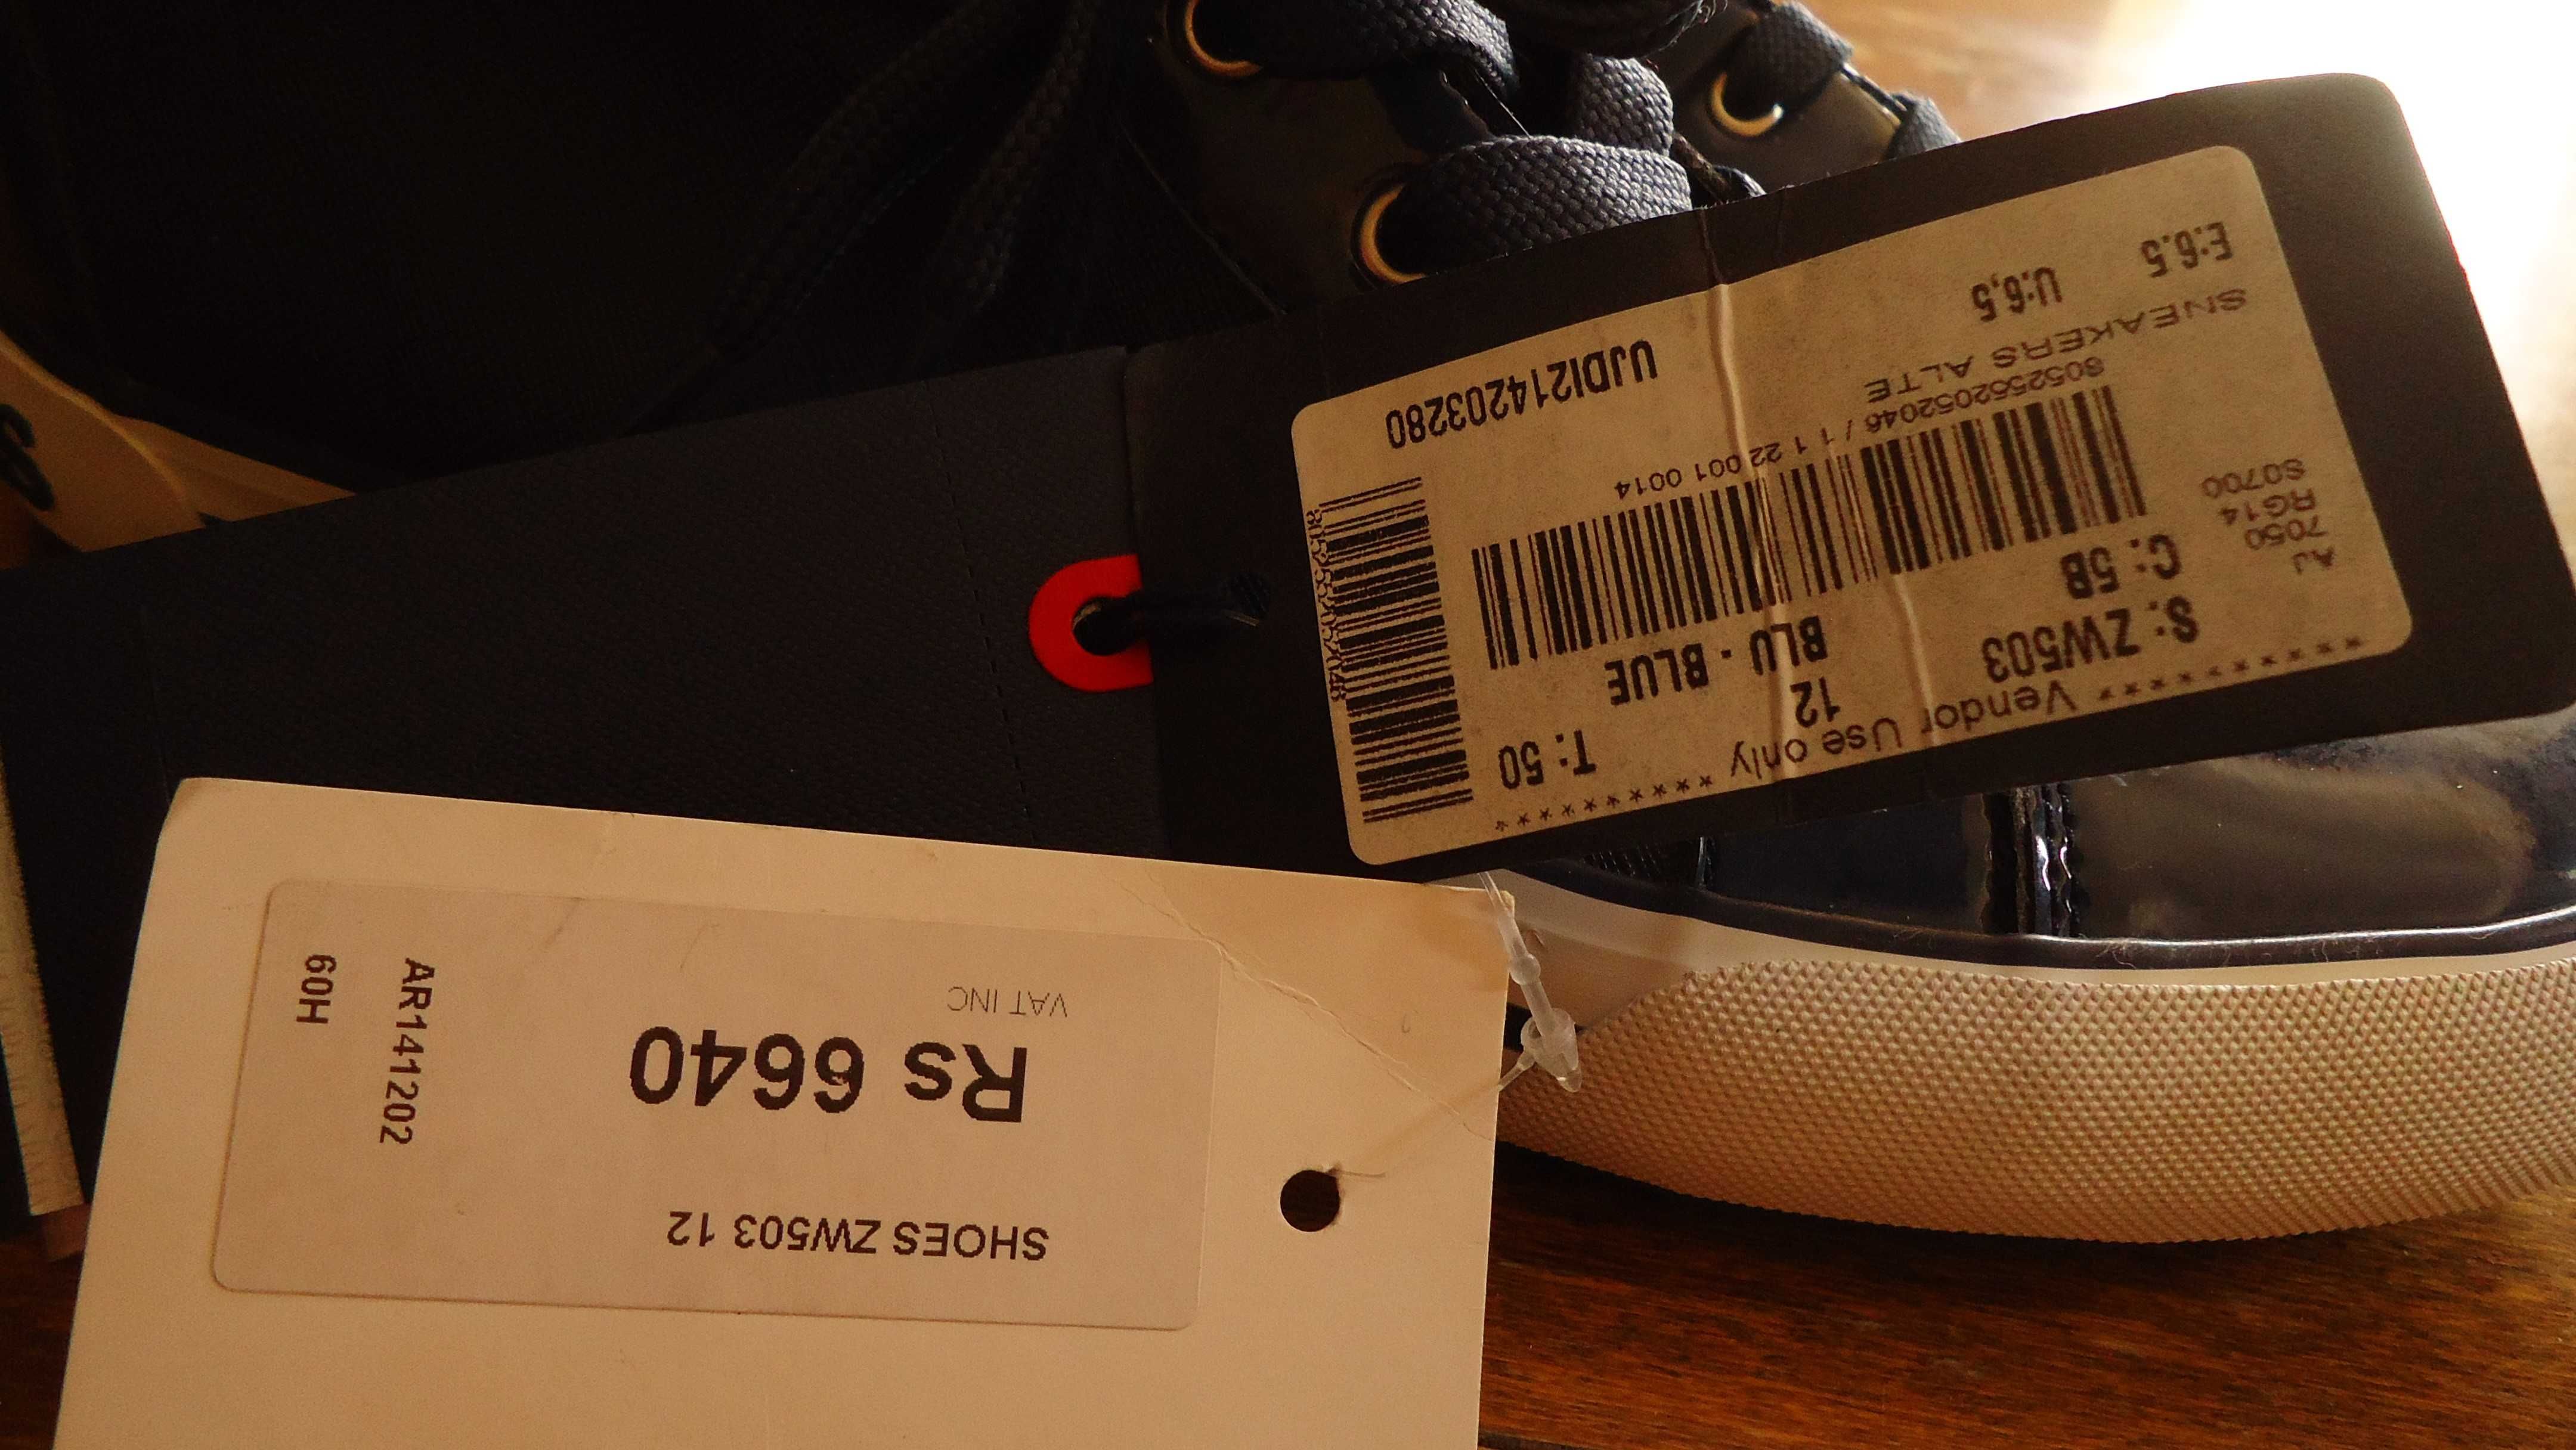 ********** Vendor Use only **********
S: ZW503
12
T: 50
C: 5B
BLU - BLUE
AJ
7050
RG14
S0700
8052552052046 / 1 1 22 001 0014
SNEAKERS ALTE
U:6,5
E:6.5
UJDI214203280
SHOES ZW503 12
Rs 6640
VAT INC
AR141202
60H